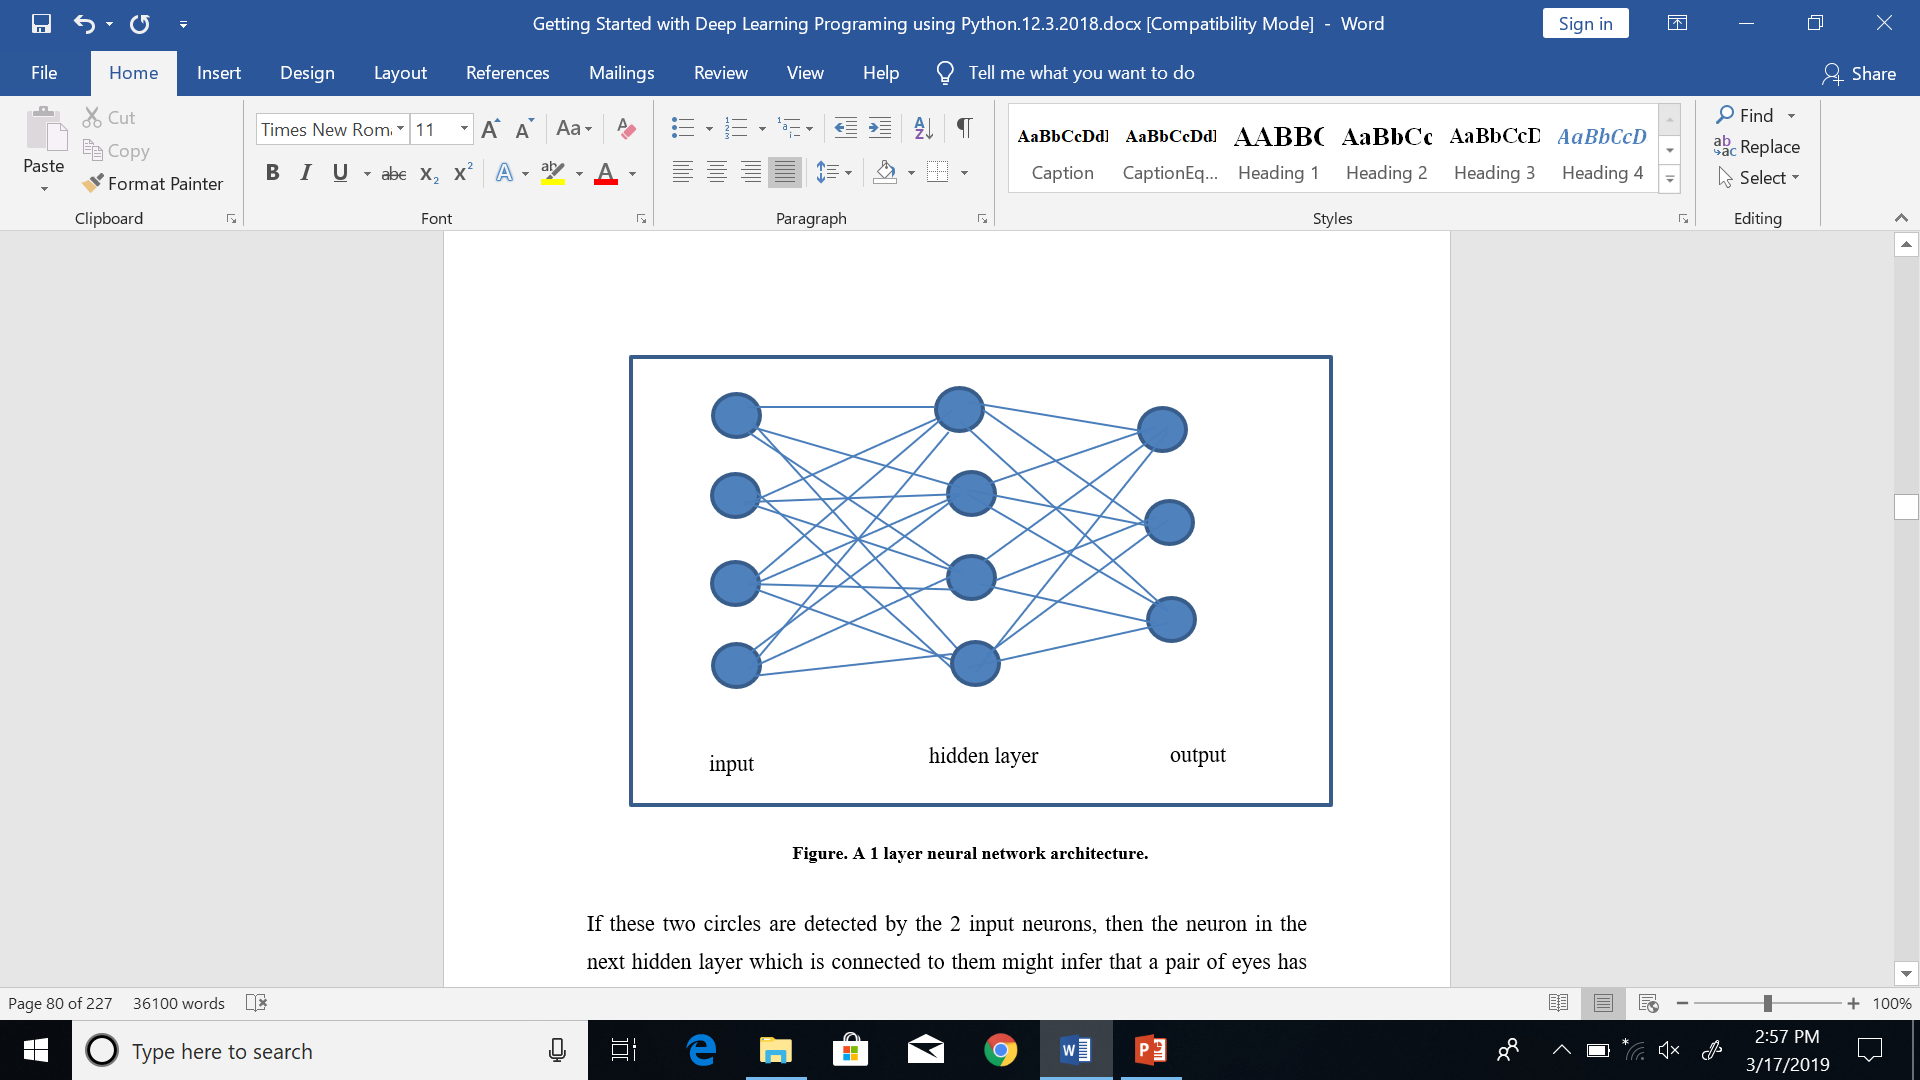 Getting Started with Deep Learning Programing using Python.12.3.2018.docx [Compatibility Mode] - Word
Sign in
File Home Insert Design Layout References Mailings Review View Help Tell me what you want to do Share
Paste
Cut
Copy
Format Painter
Clipboard
Times New Rom 11 A A Aa A
B I U abc X₂ X² A ab A
Font
A Z ¶
Paragraph
AaBbCcDdI AaBbCcDdI AABBC AaBbCc AaBbCcD AaBbCcD
Caption CaptionEq... Heading 1 Heading 2 Heading 3 Heading 4
Styles
Find
Replace
Select
Editing
input hidden layer output
Figure. A 1 layer neural network architecture.
If these two circles are detected by the 2 input neurons, then the neuron in the
next hidden layer which is connected to them might infer that a pair of eyes has
Page 80 of 227 36100 words 100%
Type here to search
2:57 PM
3/17/2019